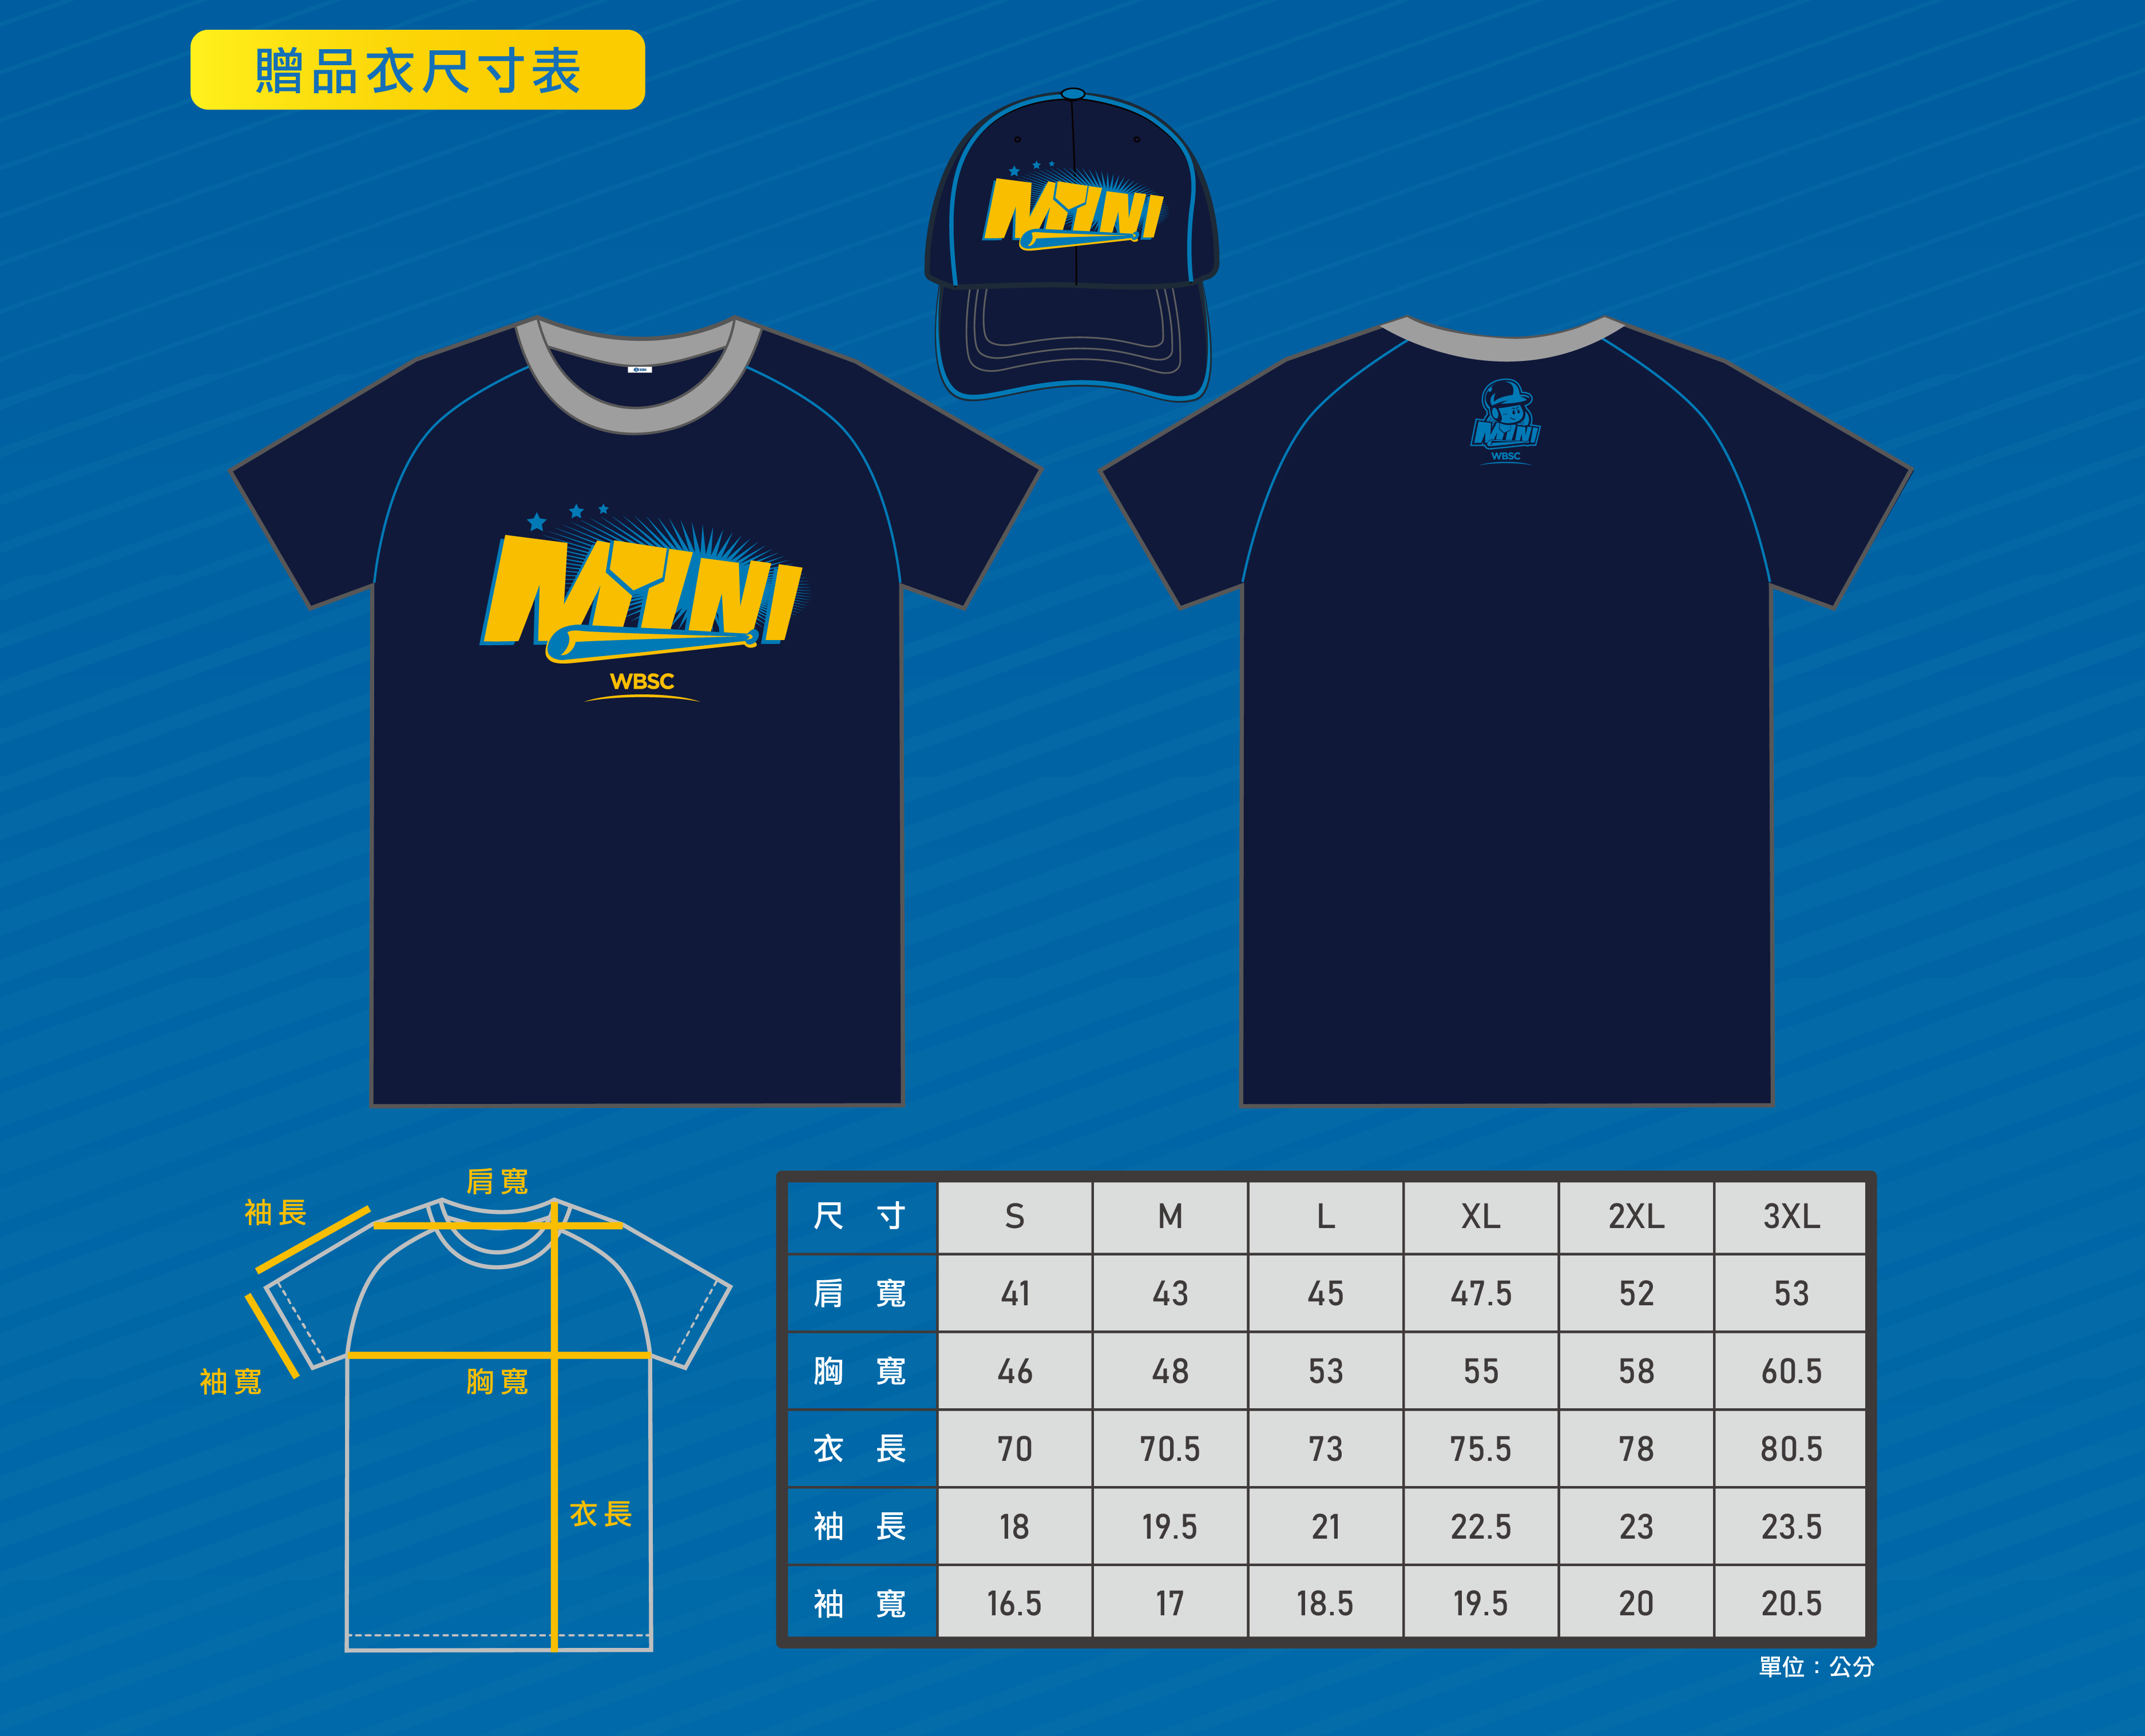 贈品衣尺寸表
MINI
MINI
WBSC
MINI
WBSC
肩寬
袖長
袖寬
胸寬
衣長
尺寸 S M L XL 2XL 3XL
肩寬 41 43 45 47.5 52 53
胸寬 46 48 53 55 58 60.5
衣長 70 70.5 73 75.5 78 80.5
袖長 18 19.5 21 22.5 23 23.5
袖寬 16.5 17 18.5 19.5 20 20.5
單位：公分